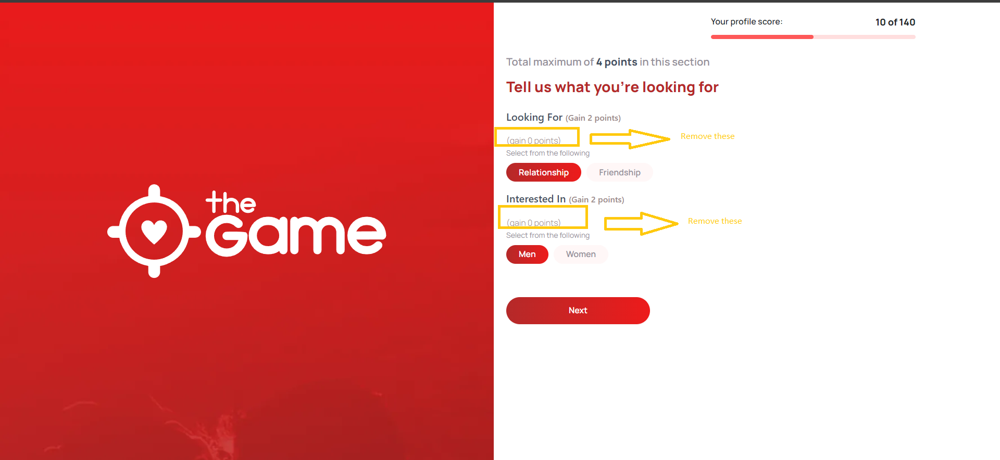 the
Game
Your profile score: 10 of 140
Total maximum of 4 points in this section
Tell us what you're looking for
Looking For (Gain 2 points)
(gain 0 points)
Remove these
Select from the following
Relationship Friendship
Interested In (Gain 2 points)
(gain 0 points)
Remove these
Select from the following
Men Women
Next